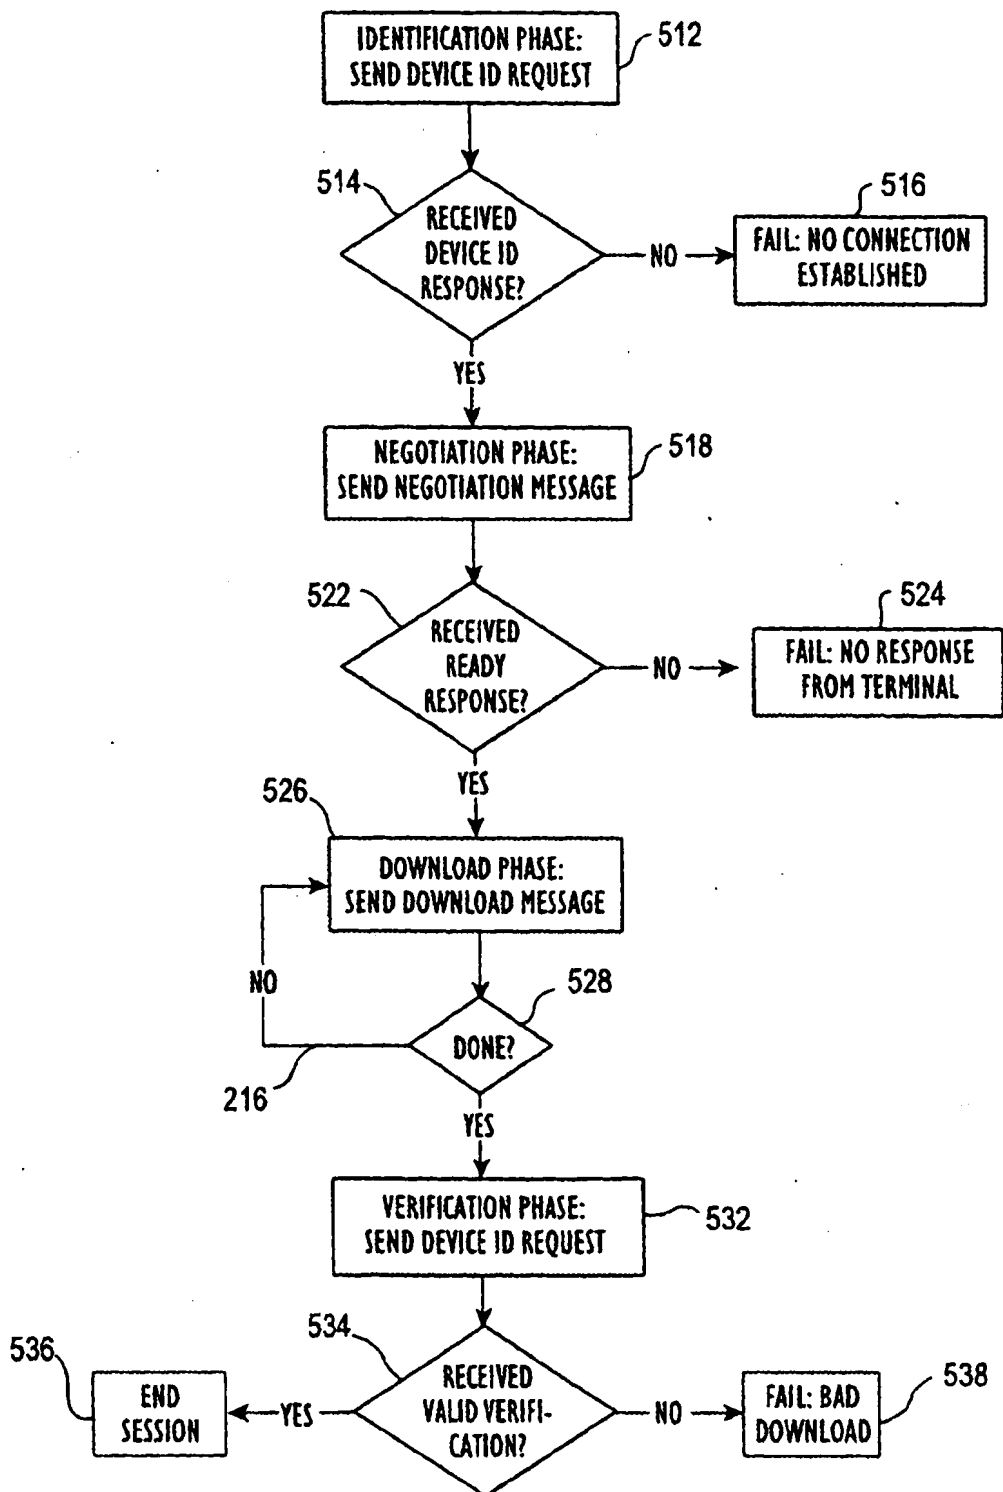 IDENTIFICATION PHASE:
SEND DEVICE ID REQUEST
512
514
RECEIVED
DEVICE ID
RESPONSE?
NO
516
FAIL: NO CONNECTION
ESTABLISHED
YES
NEGOTIATION PHASE:
SEND NEGOTIATION MESSAGE
518
522
RECEIVED
READY
RESPONSE?
NO
524
FAIL: NO RESPONSE
FROM TERMINAL
YES
526
DOWNLOAD PHASE:
SEND DOWNLOAD MESSAGE
NO
528
DONE?
216
YES
VERIFICATION PHASE:
SEND DEVICE ID REQUEST
532
534
RECEIVED
VALID VERIFI-
CATION?
536
END
SESSION
YES
NO
FAIL: BAD
DOWNLOAD
538